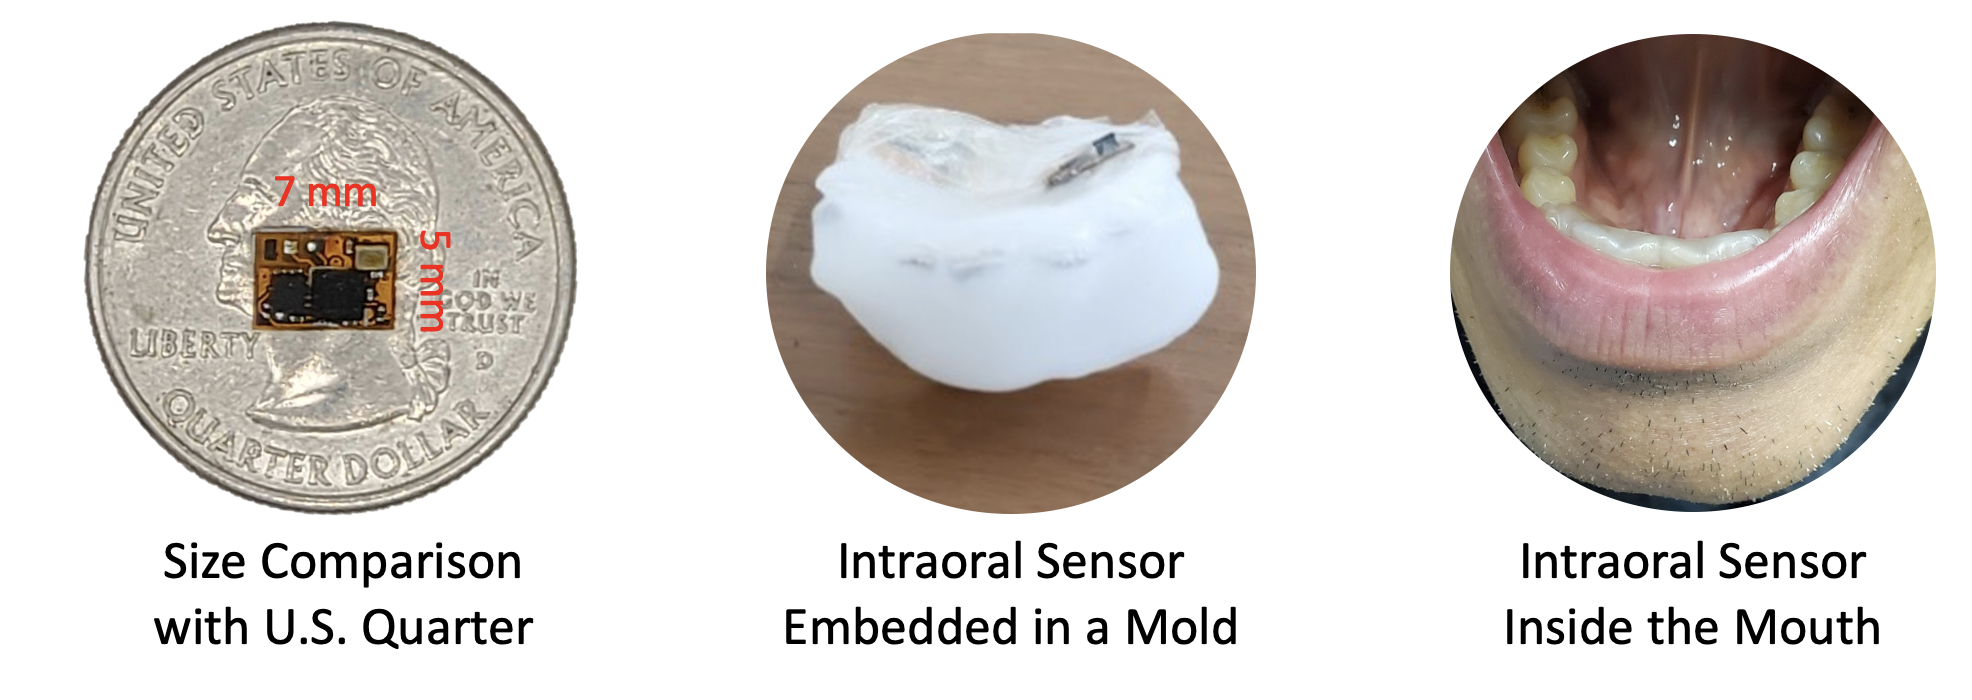 UNITED STATES OF AMERICA
7 mm
5 mm
IN
GOD WE
TRUST
LIBERTY
D
QUARTER DOLLAR
Size Comparison
with U.S. Quarter
Intraoral Sensor
Embedded in a Mold
Intraoral Sensor
Inside the Mouth